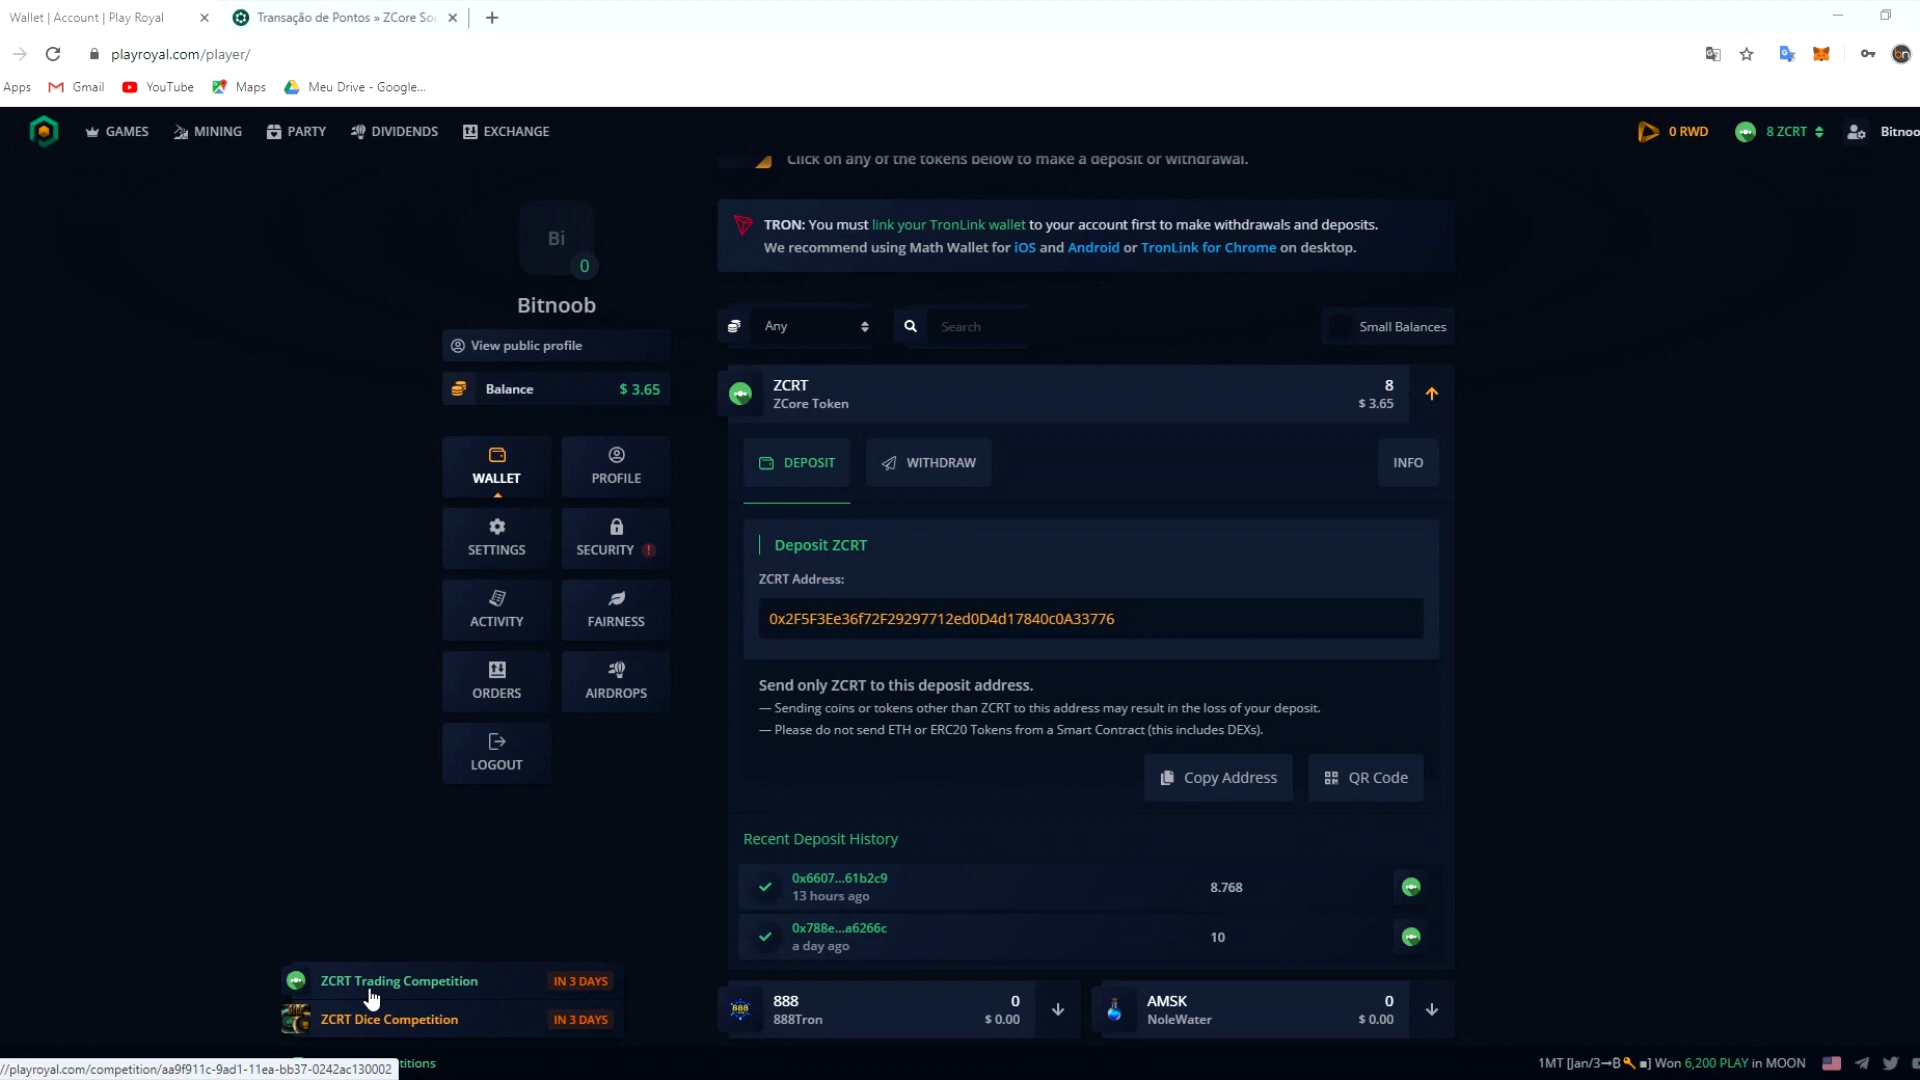 Wallet | Account | Play Royal
Transação de Pontos » ZCore So
playroyal.com/player/
Apps
Gmail
YouTube
Maps
Meu Drive - Google...
GAMES
MINING
PARTY
DIVIDENDS
EXCHANGE
0 RWD
8 ZCRT
Bitnoo
Click on any of the tokens below to make a deposit or withdrawal.
TRON: You must link your TronLink wallet to your account first to make withdrawals and deposits.
We recommend using Math Wallet for iOS and Android or TronLink for Chrome on desktop.
Bi
0
Bitnoob
View public profile
Balance
$ 3.65
WALLET
PROFILE
SETTINGS
SECURITY !
ACTIVITY
FAIRNESS
ORDERS
AIRDROPS
LOGOUT
Any
Search
Small Balances
ZCRT
8
ZCore Token
$ 3.65
DEPOSIT
WITHDRAW
INFO
Deposit ZCRT
ZCRT Address:
0x2F5F3Ee36f72F29297712ed0D4d17840c0A33776
Send only ZCRT to this deposit address.
— Sending coins or tokens other than ZCRT to this address may result in the loss of your deposit.
— Please do not send ETH or ERC20 Tokens from a Smart Contract (this includes DEXs).
Copy Address
QR Code
Recent Deposit History
0x6607...61b2c9
13 hours ago
8.768
0x788e...a6266c
a day ago
10
ZCRT Trading Competition
IN 3 DAYS
ZCRT Dice Competition
IN 3 DAYS
888
0
888Tron
$ 0.00
AMSK
0
NoleWater
$ 0.00
//playroyal.com/competition/aa9f911c-9ad1-11ea-bb37-0242ac130002
titions
1MT [Jan/3→₿🔑 ■] Won 6,200 PLAY in MOON